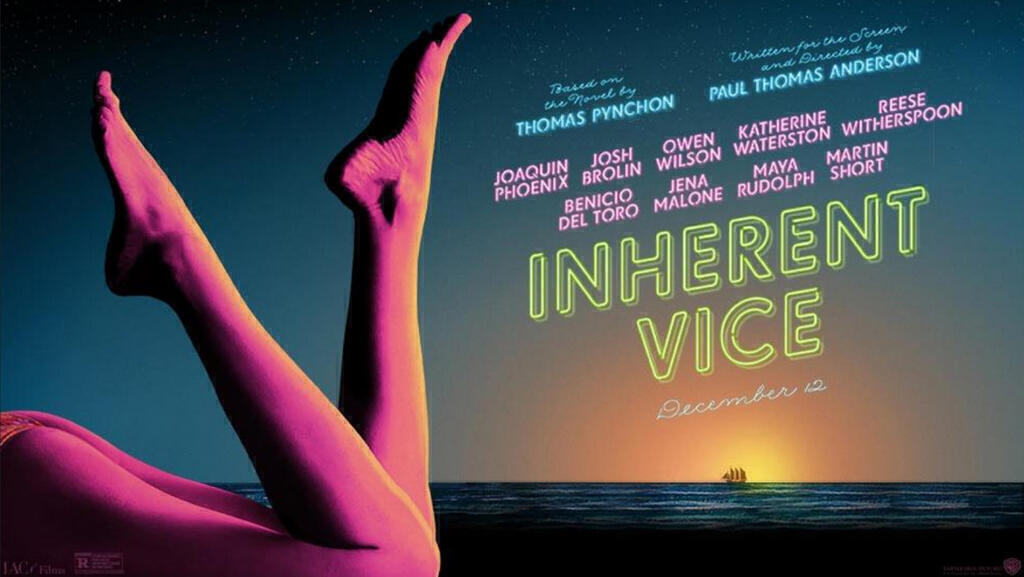 Based on
the Novel by
THOMAS PYNCHON
Written for the Screen
and Directed by
PAUL THOMAS ANDERSON
JOAQUIN
PHOENIX
JOSH
BROLIN
OWEN
WILSON
KATHERINE
WATERSTON
REESE
WITHERSPOON
BENICIO
DEL TORO
JENA
MALONE
MAYA
RUDOLPH
MARTIN
SHORT
INHERENT
VICE
December 12
R